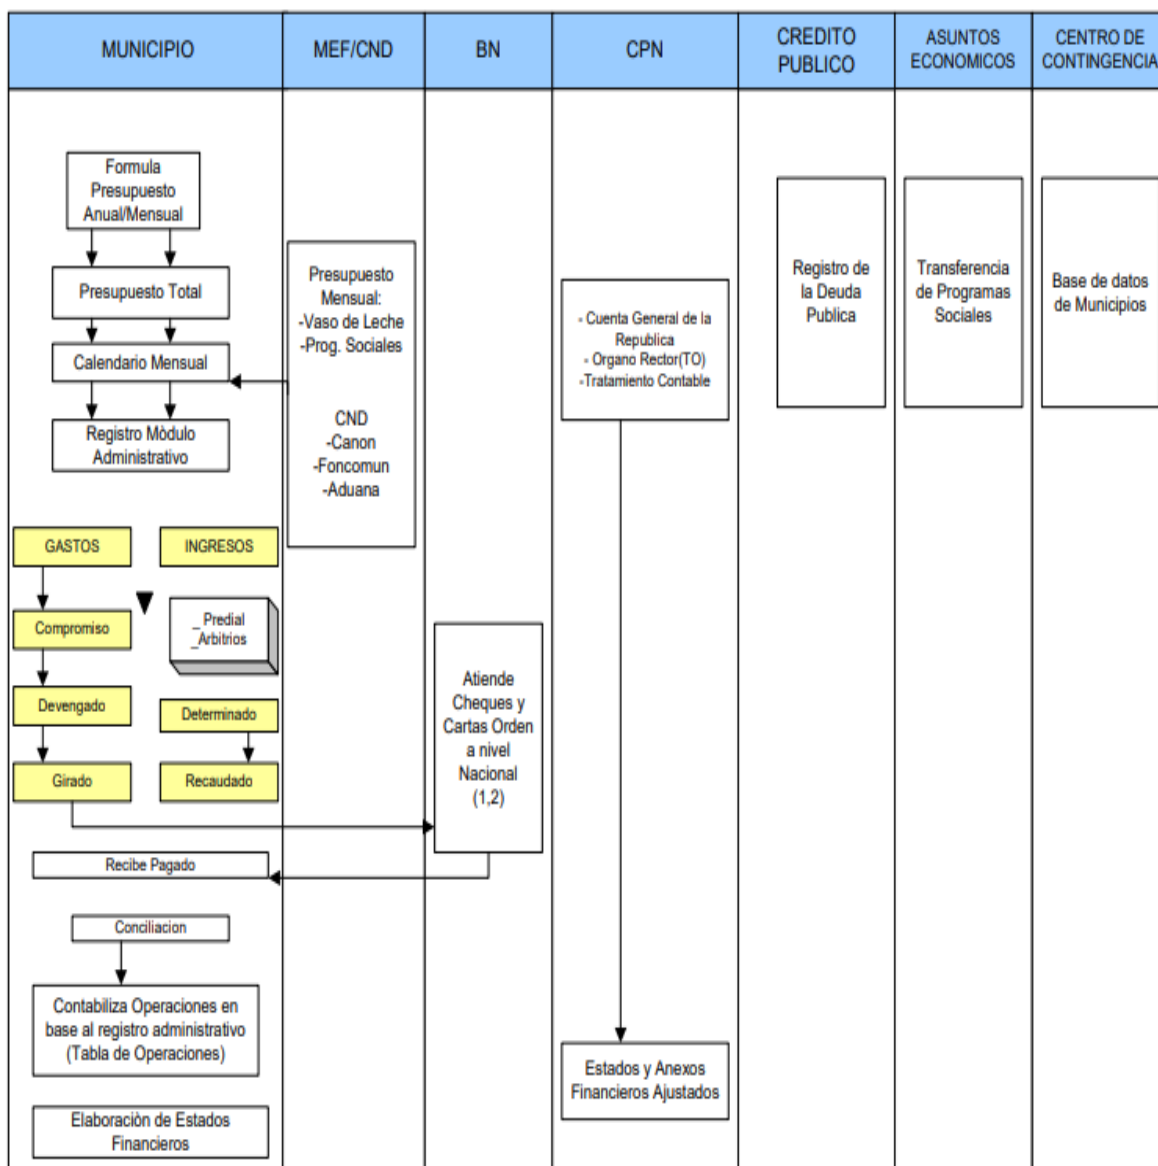 MUNICIPIO
MEF/CND
BN
CPN
CREDITO
PUBLICO
ASUNTOS
ECONOMICOS
CENTRO DE
CONTINGENCIA
Formula
Presupuesto
Anual/Mensual
Presupuesto Total
Calendario Mensual
Registro Mòdulo
Administrativo
GASTOS
INGRESOS
Compromiso
_ Predial
_Arbitrios
Devengado
Determinado
Girado
Recaudado
Recibe Pagado
Conciliacion
Contabiliza Operaciones en
base al registro administrativo
(Tabla de Operaciones)
Elaboraciòn de Estados
Financieros
Presupuesto
Mensual:
-Vaso de Leche
-Prog. Sociales
CND
-Canon
-Foncomun
-Aduana
Atiende
Cheques y
Cartas Orden
a nivel
Nacional
(1,2)
- Cuenta General de la
Republica
- Organo Rector(TO)
-Tratamiento Contable
Estados y Anexos
Financieros Ajustados
Registro de
la Deuda
Publica
Transferencia
de Programas
Sociales
Base de datos
de Municipios